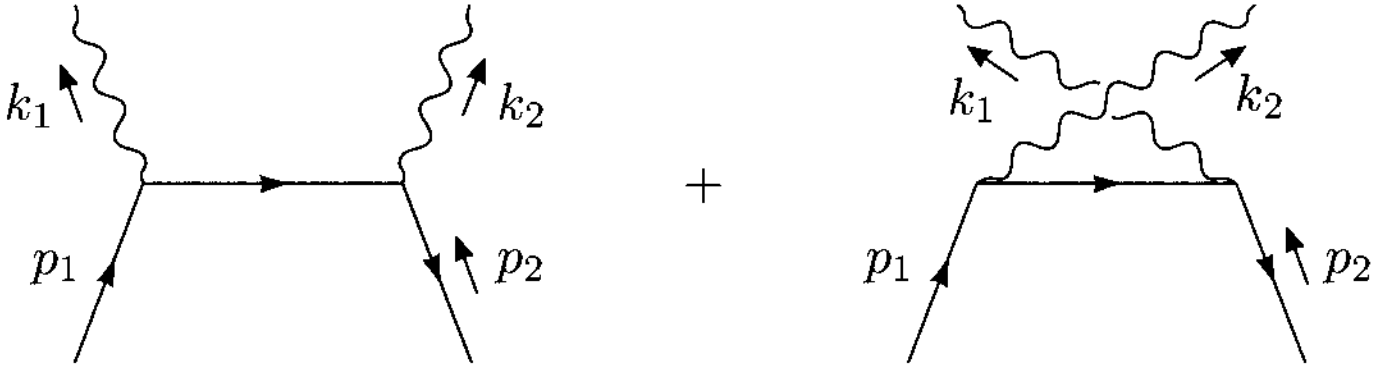 k₁ k₂ k₁ k₂
+
p₁ p₂ p₁ p₂